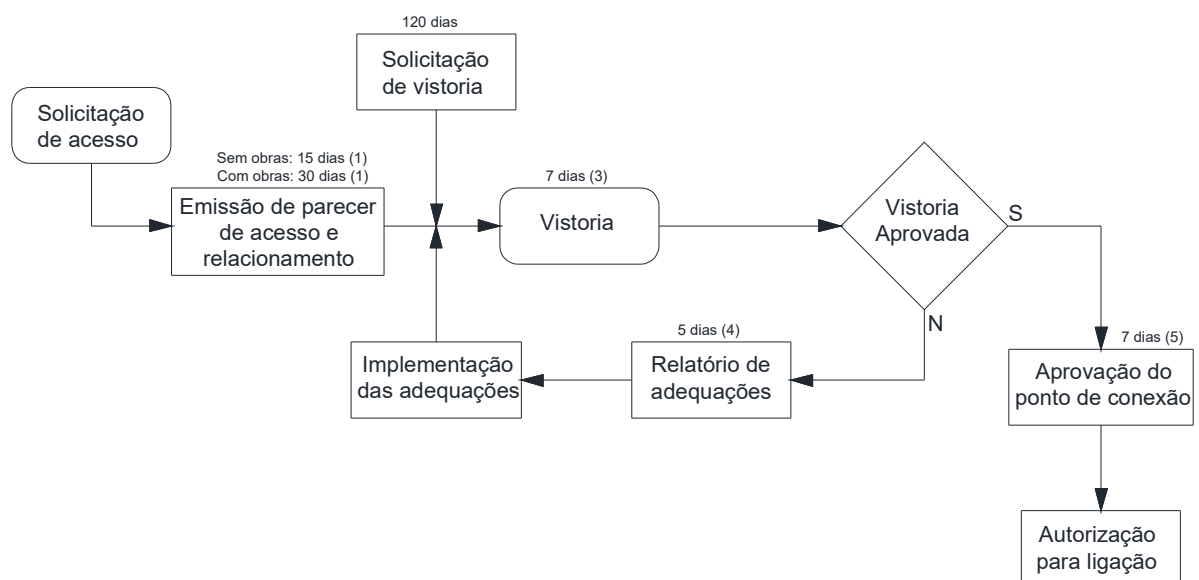 120 dias
Solicitação
de vistoria
Solicitação
de acesso
Sem obras: 15 dias (1)
Com obras: 30 dias (1)
Emissão de parecer
de acesso e
relacionamento
7 dias (3)
Vistoria
Vistoria
Aprovada
S
N
Implementação
das adequações
5 dias (4)
Relatório de
adequações
7 dias (5)
Aprovação do
ponto de conexão
Autorização
para ligação